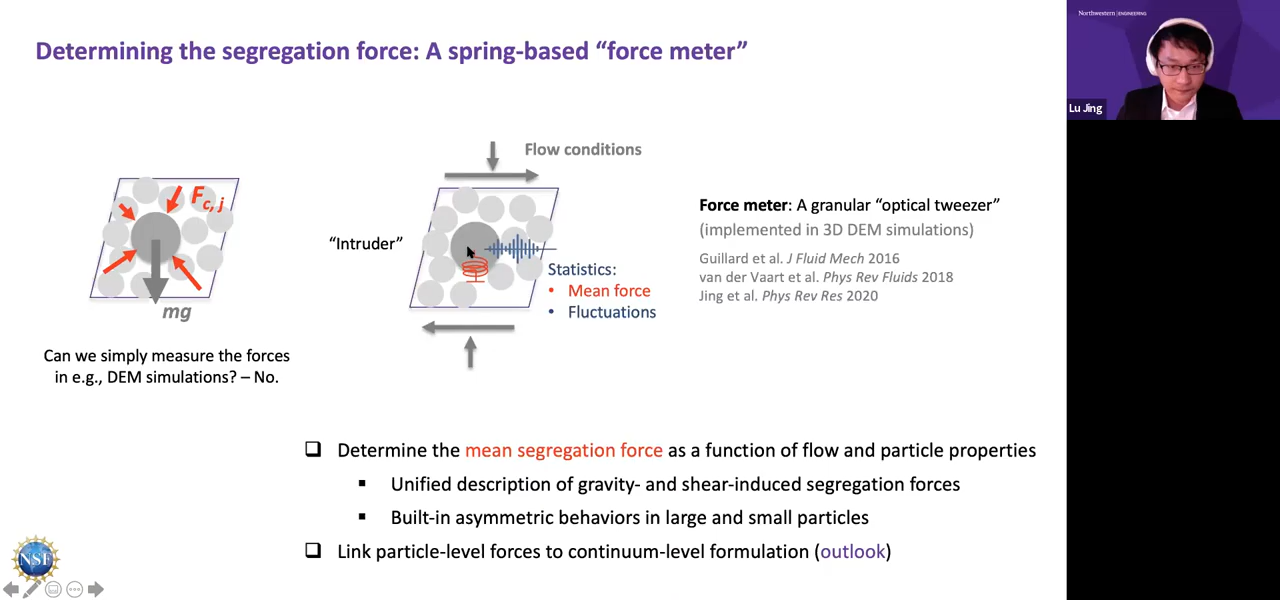 Determining the segregation force: A spring-based “force meter”
Northwestern | ENGINEERING
Lu Jing
F_c, j
mg
Can we simply measure the forces
in e.g., DEM simulations? – No.
Flow conditions
“Intruder”
Statistics:
• Mean force
• Fluctuations
Force meter: A granular “optical tweezer”
(implemented in 3D DEM simulations)
Guillard et al. J Fluid Mech 2016
van der Vaart et al. Phys Rev Fluids 2018
Jing et al. Phys Rev Res 2020
❑ Determine the mean segregation force as a function of flow and particle properties
▪ Unified description of gravity- and shear-induced segregation forces
▪ Built-in asymmetric behaviors in large and small particles
❑ Link particle-level forces to continuum-level formulation (outlook)
NSF